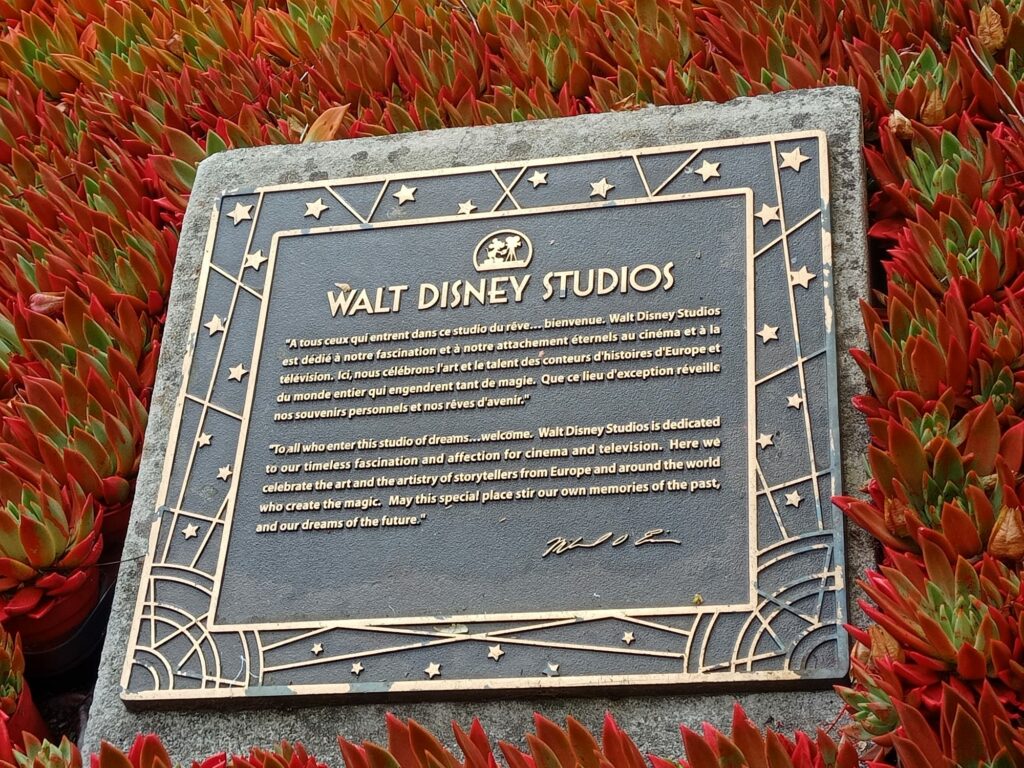 WALT DISNEY STUDIOS
"A tous ceux qui entrent dans ce studio du rêve... bienvenue. Walt Disney Studios
est dédié à notre fascination et à notre attachement éternels au cinéma et à la
télévision. Ici, nous célébrons l'art et le talent des conteurs d'histoires d'Europe et
du monde entier qui engendrent tant de magie. Que ce lieu d'exception réveille
nos souvenirs personnels et nos rêves d'avenir."
"To all who enter this studio of dreams...welcome. Walt Disney Studios is dedicated
to our timeless fascination and affection for cinema and television. Here we
celebrate the art and the artistry of storytellers from Europe and around the world
who create the magic. May this special place stir our own memories of the past,
and our dreams of the future."